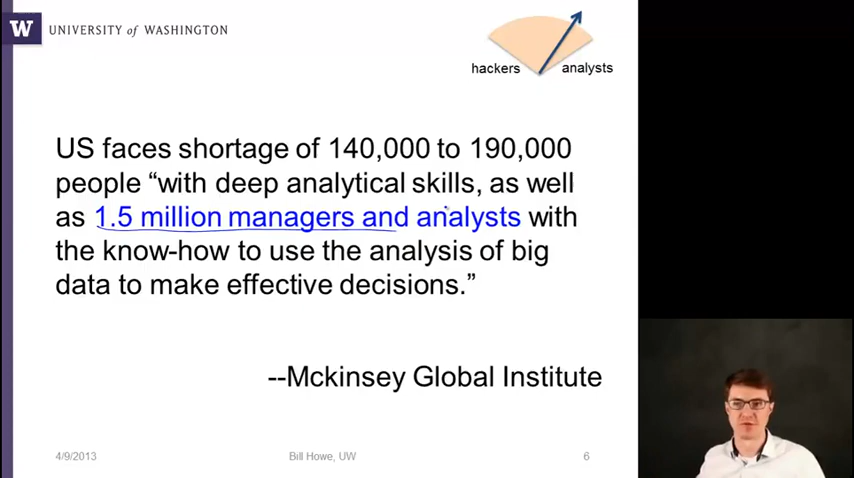 W UNIVERSITY of WASHINGTON
hackers analysts
US faces shortage of 140,000 to 190,000
people “with deep analytical skills, as well
as 1.5 million managers and analysts with
the know-how to use the analysis of big
data to make effective decisions.”
--Mckinsey Global Institute
4/9/2013 Bill Howe, UW 6